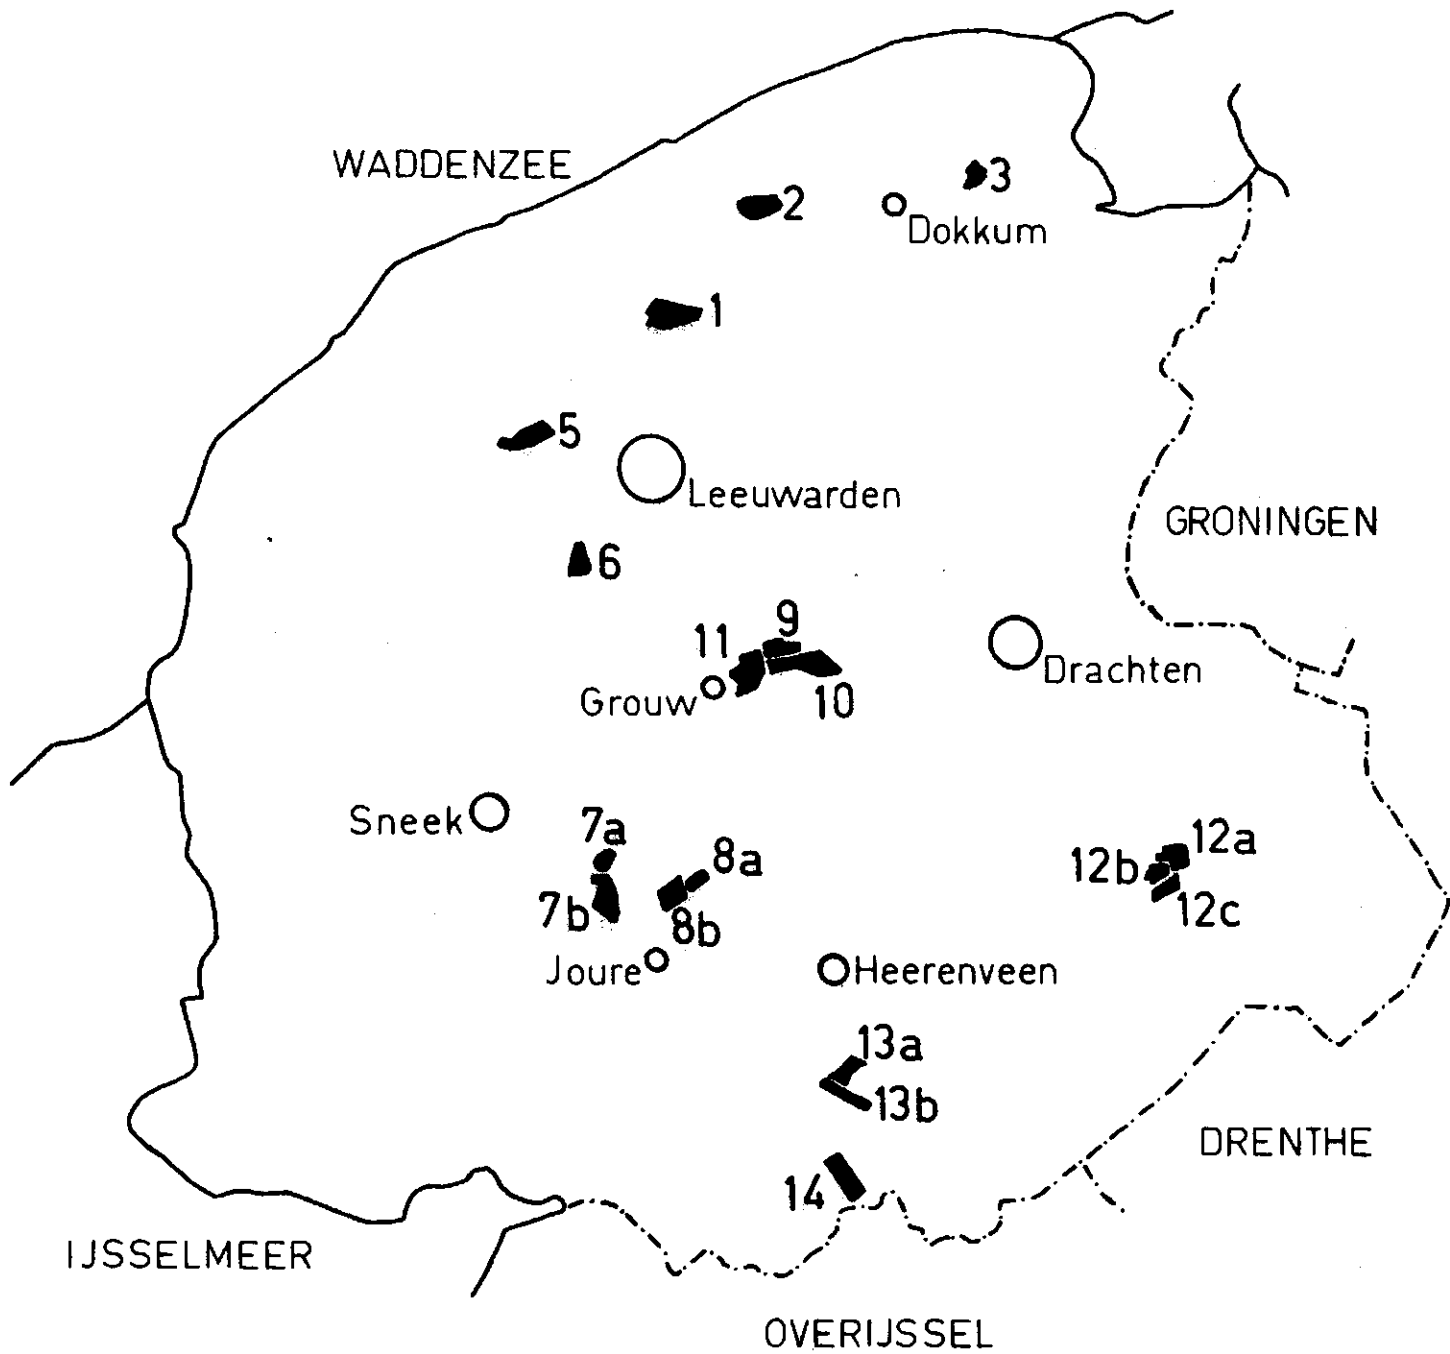 WADDENZEE
3
2
Dokkum
1
5
Leeuwarden
GRONINGEN
6
9
11
Drachten
Grouw
10
Sneek
7a
8a
12a
12b
7b
12c
8b
Joure
Heerenveen
13a
13b
DRENTHE
14
IJSSELMEER
OVERIJSSEL